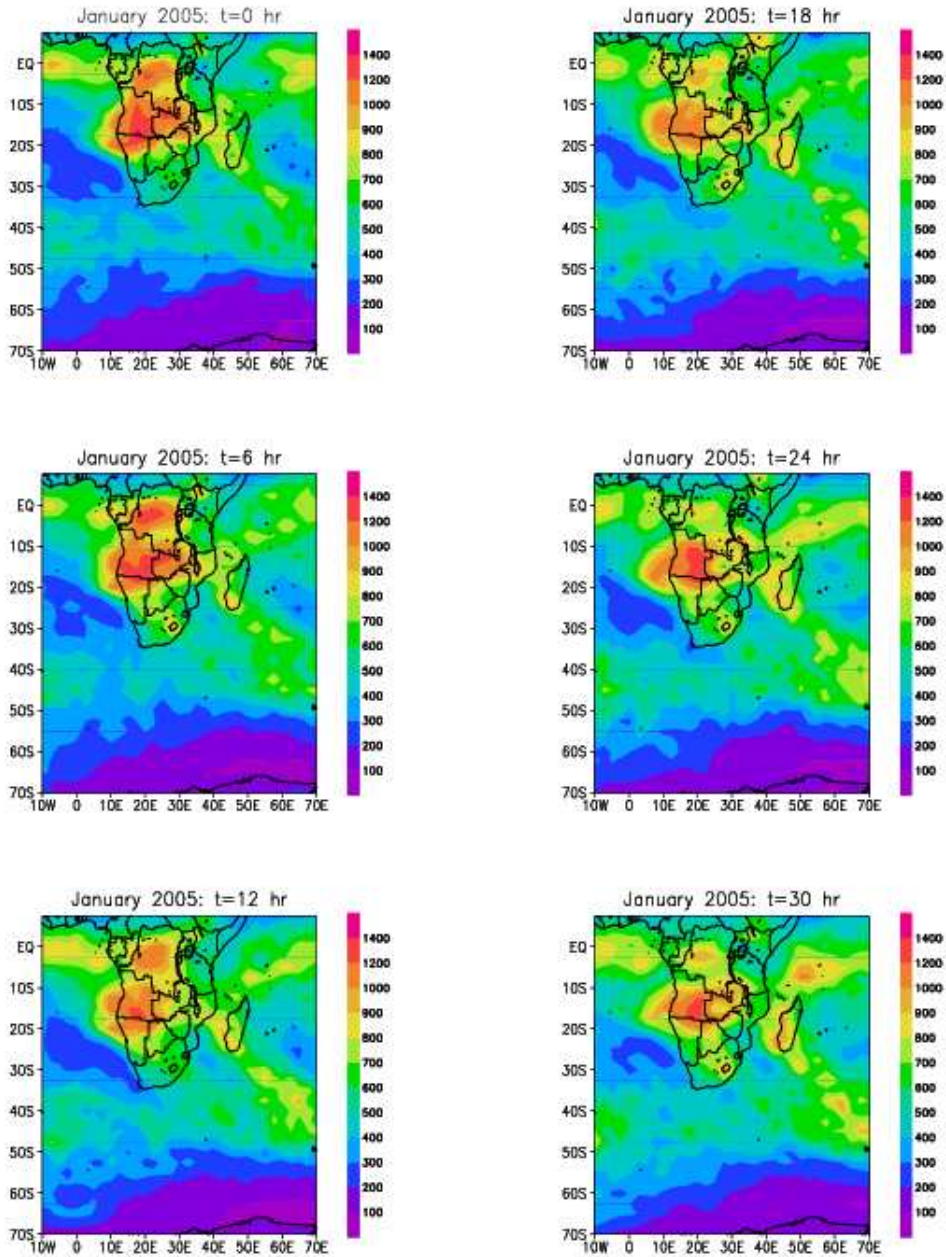 January 2005: t=0 hr
EQ
10S
20S
30S
40S
50S
60S
70S
10W 0 10E 20E 30E 40E 50E 60E 70E
1400
1200
1000
900
800
700
600
500
400
300
200
100
January 2005: t=18 hr
EQ
10S
20S
30S
40S
50S
60S
70S
10W 0 10E 20E 30E 40E 50E 60E 70E
1400
1200
1000
900
800
700
600
500
400
300
200
100
January 2005: t=6 hr
EQ
10S
20S
30S
40S
50S
60S
70S
10W 0 10E 20E 30E 40E 50E 60E 70E
1400
1200
1000
900
800
700
600
500
400
300
200
100
January 2005: t=24 hr
EQ
10S
20S
30S
40S
50S
60S
70S
10W 0 10E 20E 30E 40E 50E 60E 70E
1400
1200
1000
900
800
700
600
500
400
300
200
100
January 2005: t=12 hr
EQ
10S
20S
30S
40S
50S
60S
70S
10W 0 10E 20E 30E 40E 50E 60E 70E
1400
1200
1000
900
800
700
600
500
400
300
200
100
January 2005: t=30 hr
EQ
10S
20S
30S
40S
50S
60S
70S
10W 0 10E 20E 30E 40E 50E 60E 70E
1400
1200
1000
900
800
700
600
500
400
300
200
100